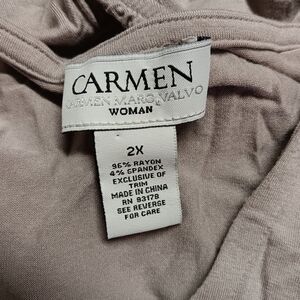 CARMEN
CARMEN MARC VALVO
WOMAN
2X
96% RAYON
4% SPANDEX
EXCLUSIVE OF
TRIM
MADE IN CHINA
RN 93179
SEE REVERSE
FOR CARE